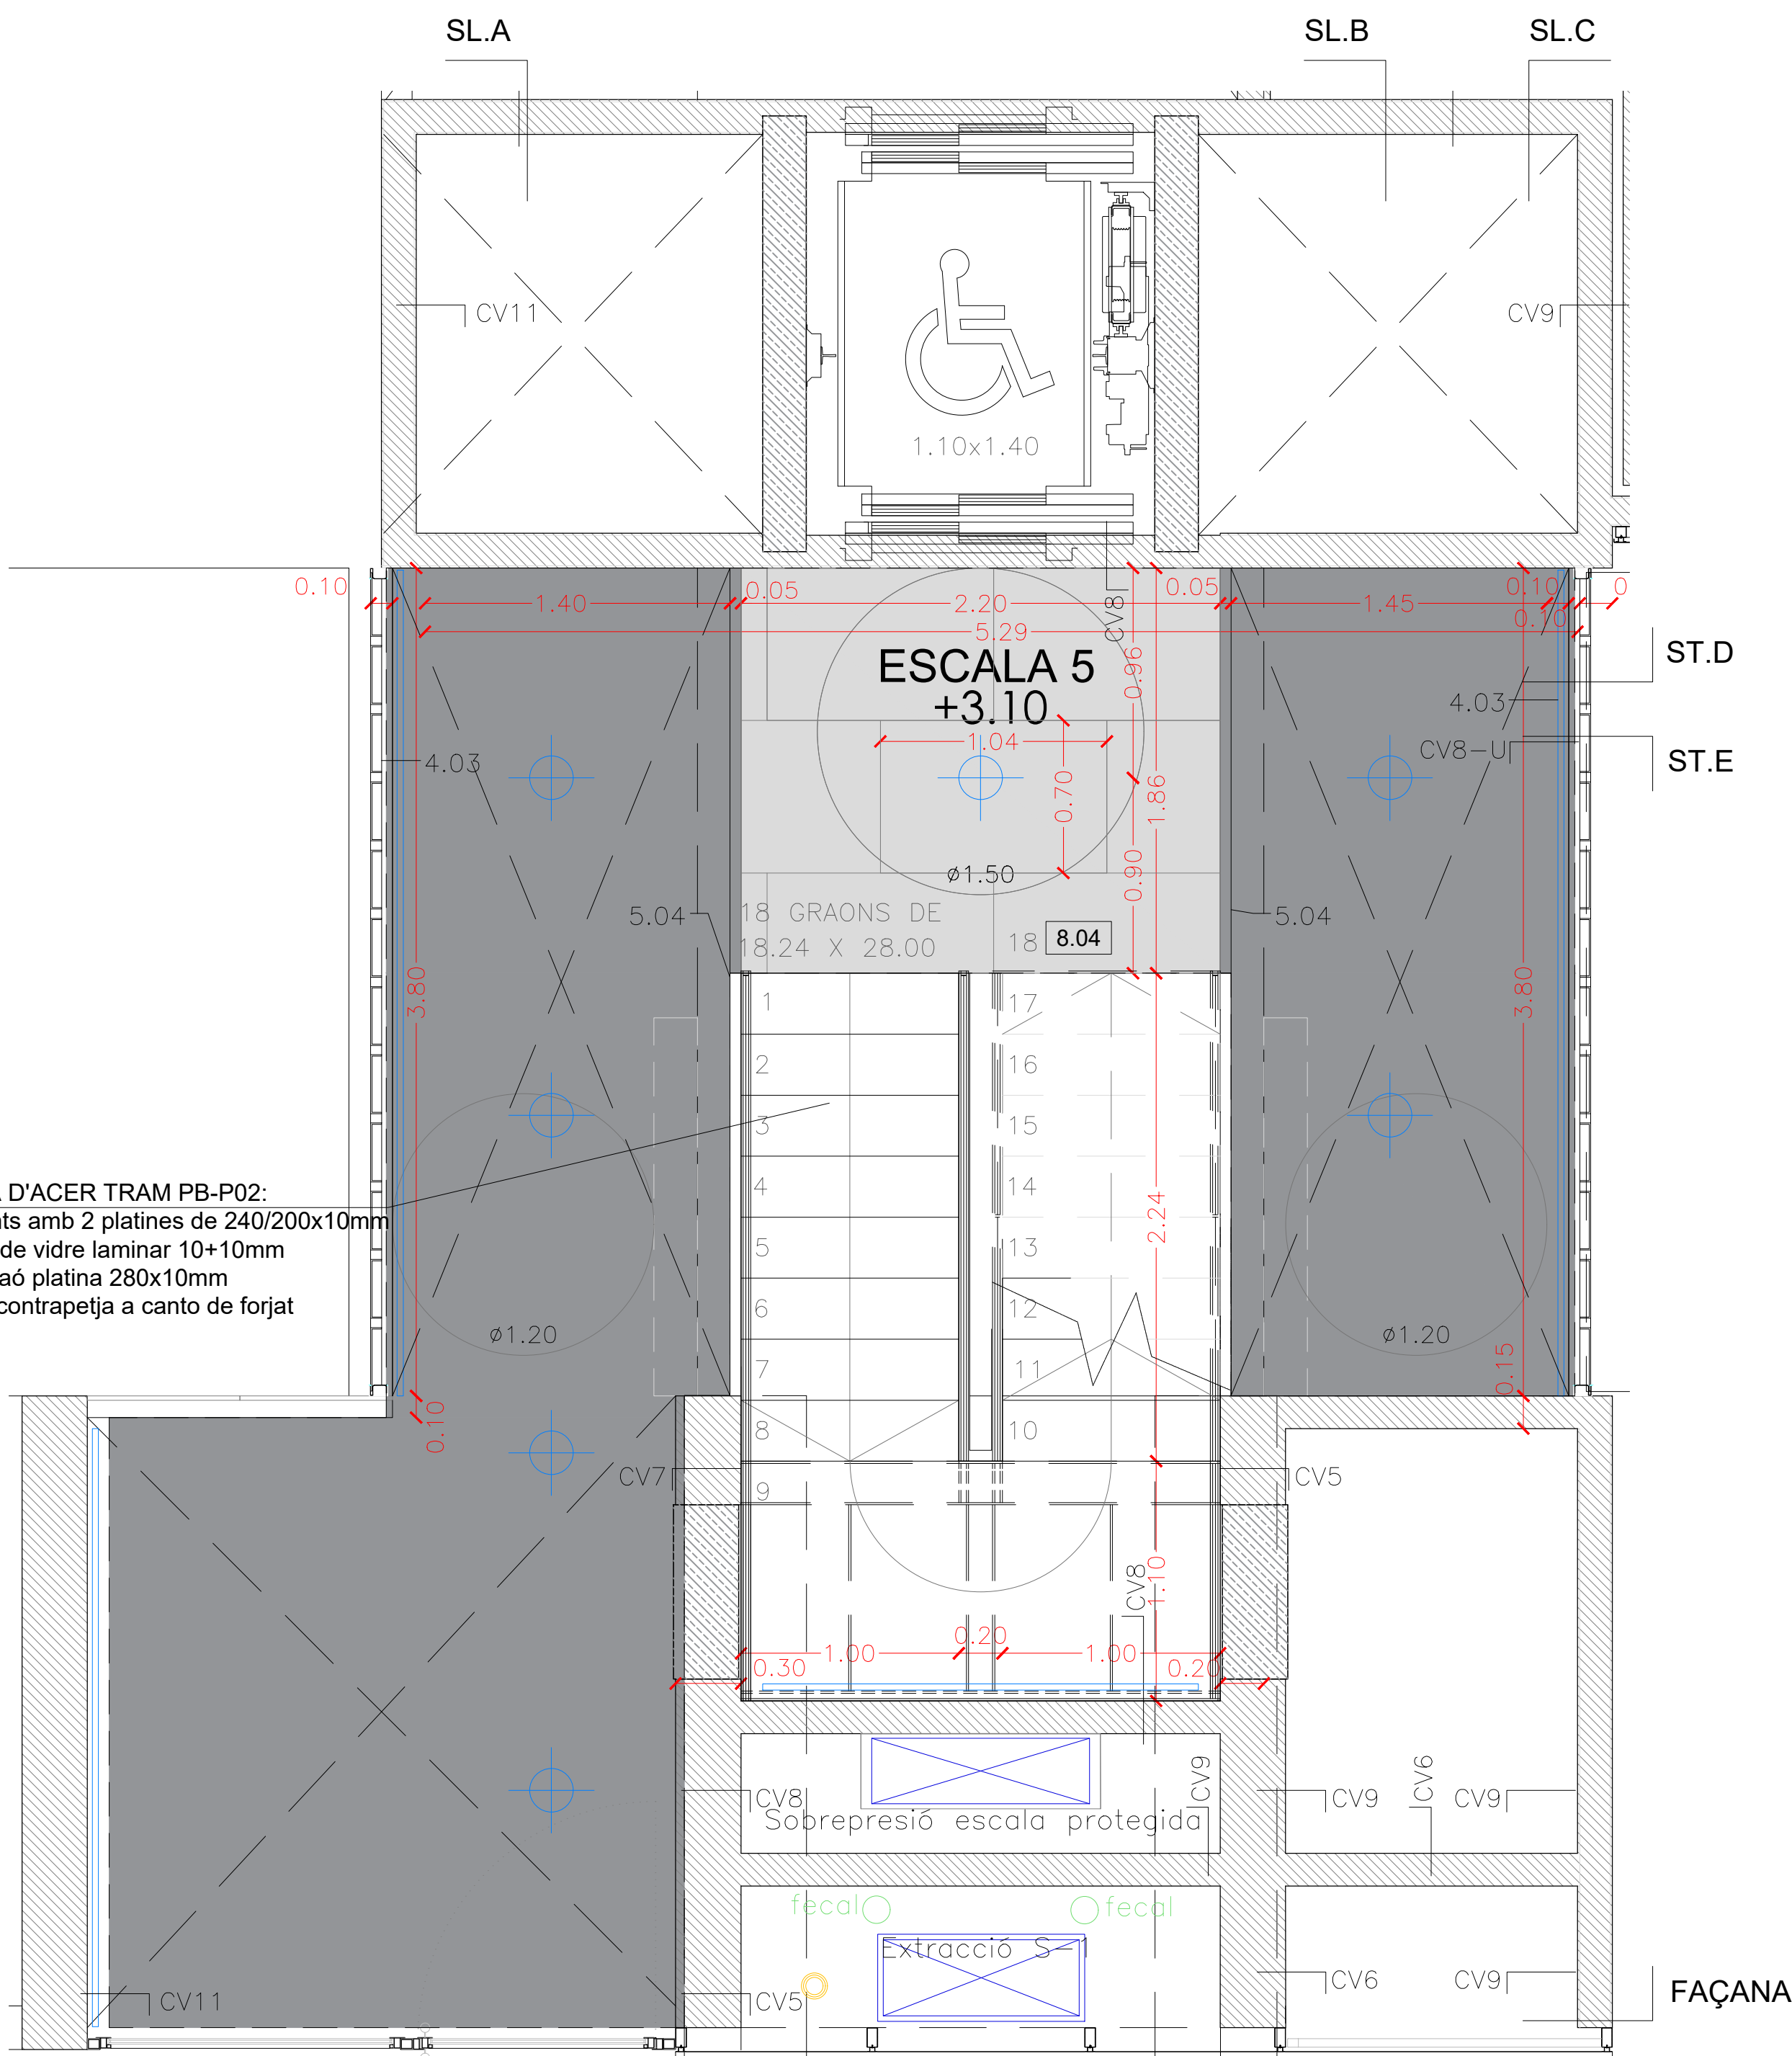 SL.A
SL.B
SL.C
CV11
CV9
1.10x1.40
0.10
1.40
0.05
2.20
CV8
0.05
1.45
0.10
0.10
5.29
ESCALA 5
+3.10
0.96
ST.D
4.03
4.03
1.04
CV8-U
ST.E
0.70
1.86
ø1.50
0.90
5.04
5.04
18 GRAONS DE
18.24 X 28.00
18
8.04
3.80
3.80
1
17
2
16
3
15
4
14
5
13
6
12
7
11
8
10
9
2.24
D'ACER TRAM PB-P02:
amb 2 platines de 240/200x10mm
de vidre laminar 10+10mm
platina 280x10mm
contrapetja a canto de forjat
ø1.20
ø1.20
0.15
0.10
CV7
CV5
CV8
1.10
0.20
1.00
1.00
0.30
0.20
CV8
CV9
CV9
CV6
CV9
Sobrepresió escala protegida
fecal
fecal
Extracció S-1
CV11
CV5
CV6
CV9
FAÇANA